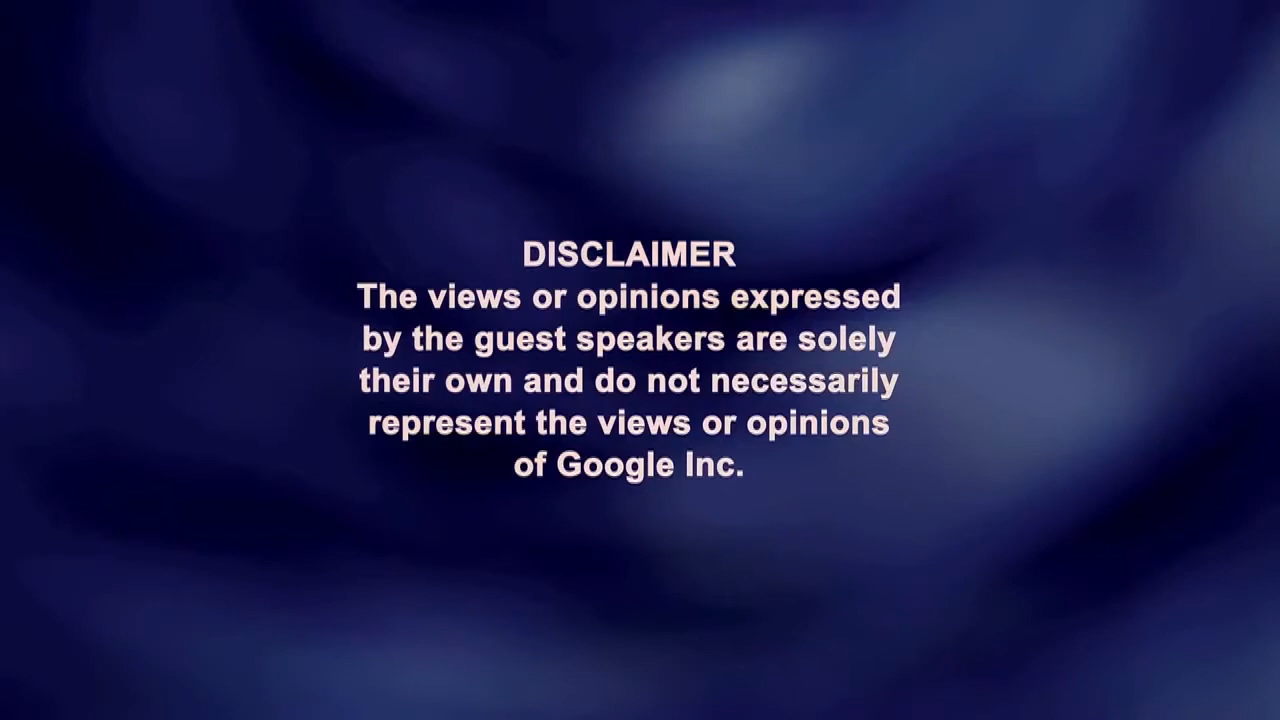 DISCLAIMER
The views or opinions expressed
by the guest speakers are solely
their own and do not necessarily
represent the views or opinions
of Google Inc.